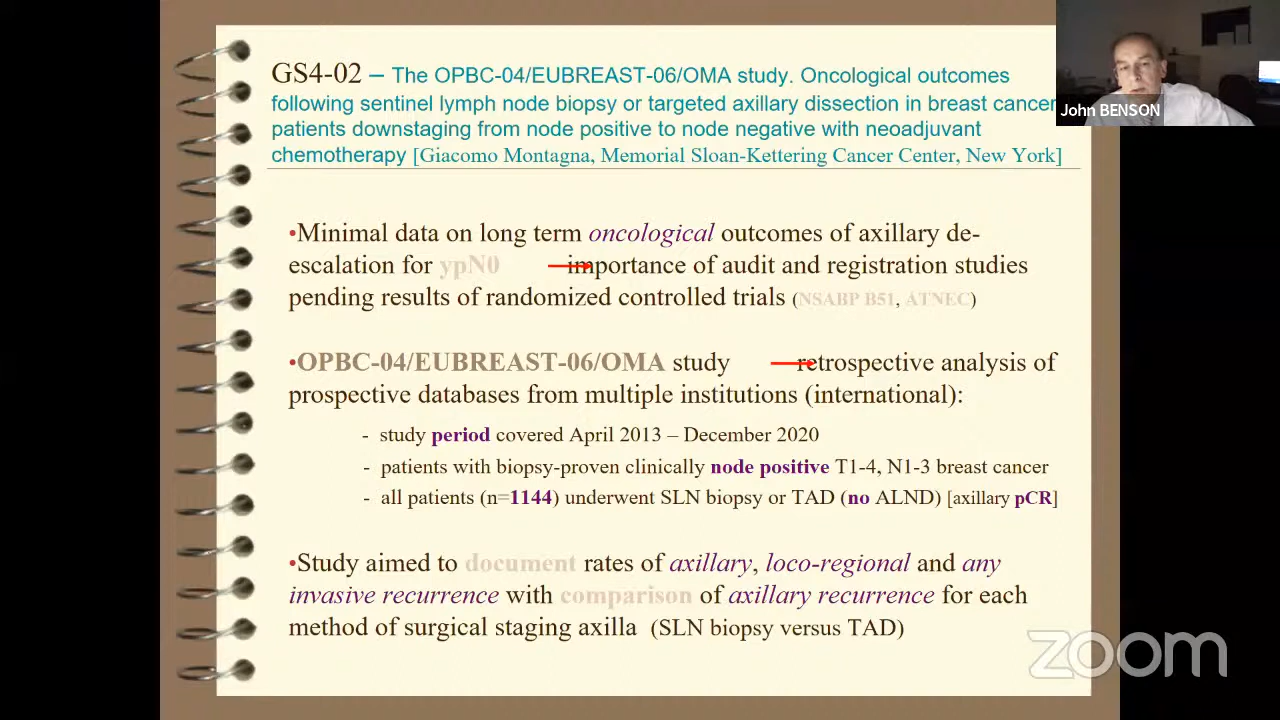 GS4-02 – The OPBC-04/EUBREAST-06/OMA study. Oncological outcomes
following sentinel lymph node biopsy or targeted axillary dissection in breast cancer
patients downstaging from node positive to node negative with neoadjuvant
chemotherapy [Giacomo Montagna, Memorial Sloan-Kettering Cancer Center, New York]
John BENSON
•Minimal data on long term oncological outcomes of axillary de-
escalation for ypN0 importance of audit and registration studies
pending results of randomized controlled trials (NSABP B51, ATNEC)
•OPBC-04/EUBREAST-06/OMA study retrospective analysis of
prospective databases from multiple institutions (international):
- study period covered April 2013 – December 2020
- patients with biopsy-proven clinically node positive T1-4, N1-3 breast cancer
- all patients (n=1144) underwent SLN biopsy or TAD (no ALND) [axillary pCR]
•Study aimed to document rates of axillary, loco-regional and any
invasive recurrence with comparison of axillary recurrence for each
method of surgical staging axilla (SLN biopsy versus TAD)
zoom